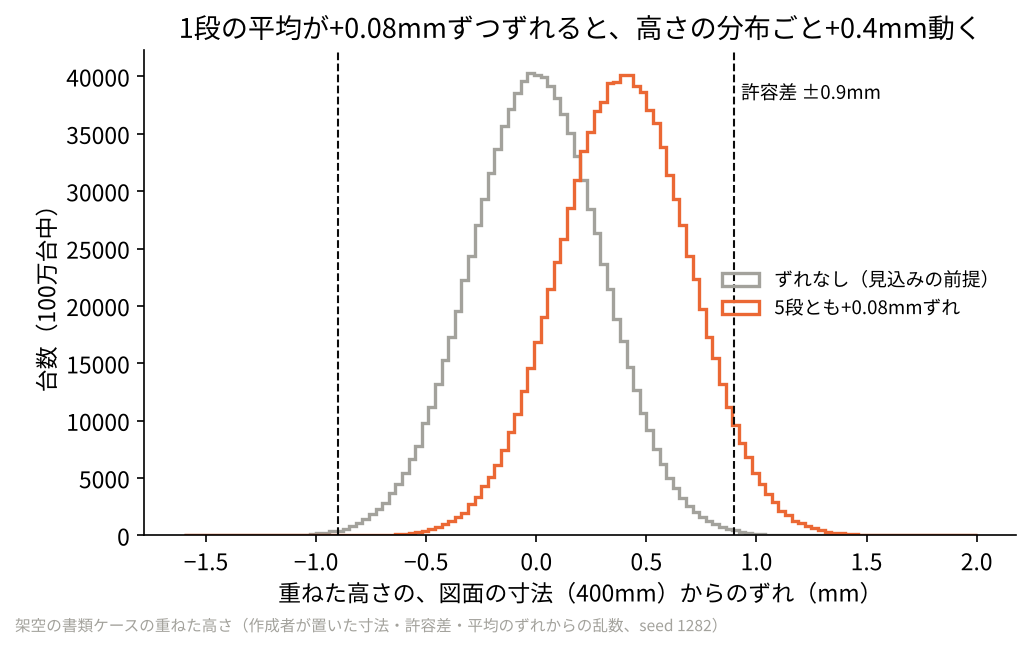 1段の平均が+0.08mmずつずれると、高さの分布ごと+0.4mm動く
台数（100万台中）
40000
35000
30000
25000
20000
15000
10000
5000
0
許容差 ±0.9mm
ずれなし（見込みの前提）
5段とも+0.08mmずれ
−1.5
−1.0
−0.5
0.0
0.5
1.0
1.5
2.0
重ねた高さの、図面の寸法（400mm）からのずれ（mm）
架空の書類ケースの重ねた高さ（作成者が置いた寸法・許容差・平均のずれからの乱数、seed 1282）